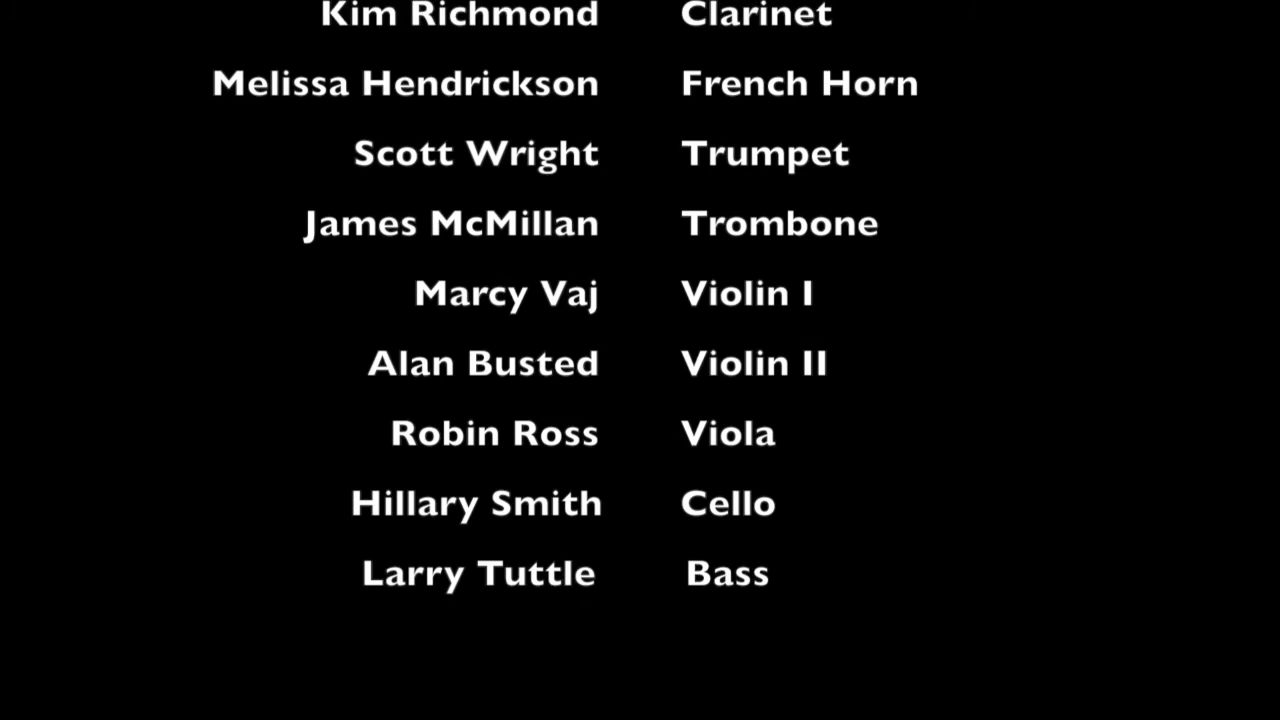 Kim Richmond Clarinet
Melissa Hendrickson French Horn
Scott Wright Trumpet
James McMillan Trombone
Marcy Vaj Violin I
Alan Busted Violin II
Robin Ross Viola
Hillary Smith Cello
Larry Tuttle Bass